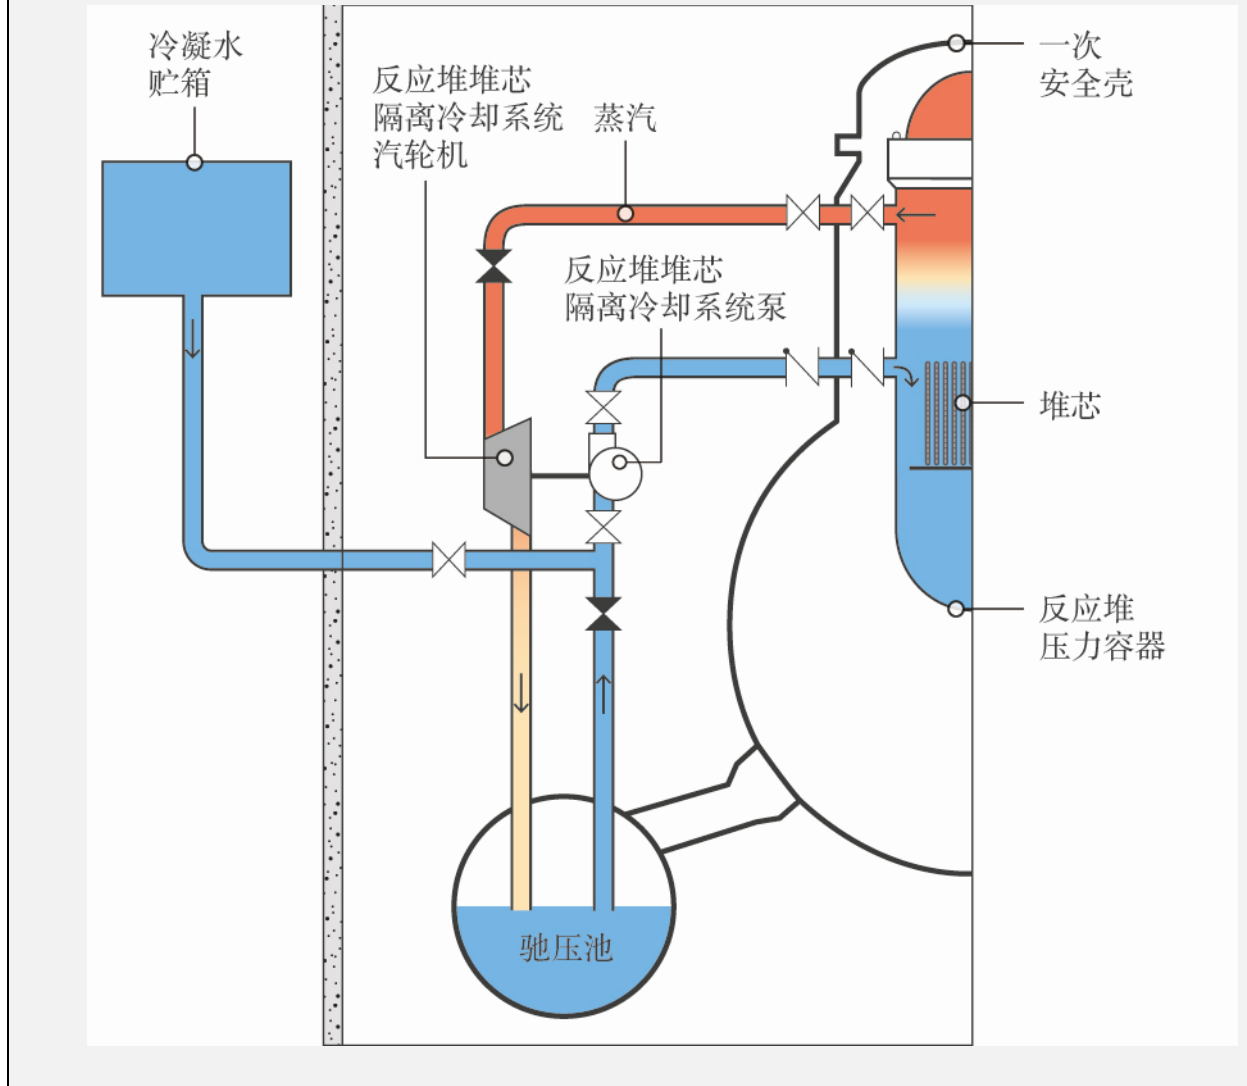 冷凝水
贮箱
反应堆堆芯
隔离冷却系统
汽轮机
蒸汽
一次
安全壳
反应堆堆芯
隔离冷却系统泵
堆芯
反应堆
压力容器
驰压池